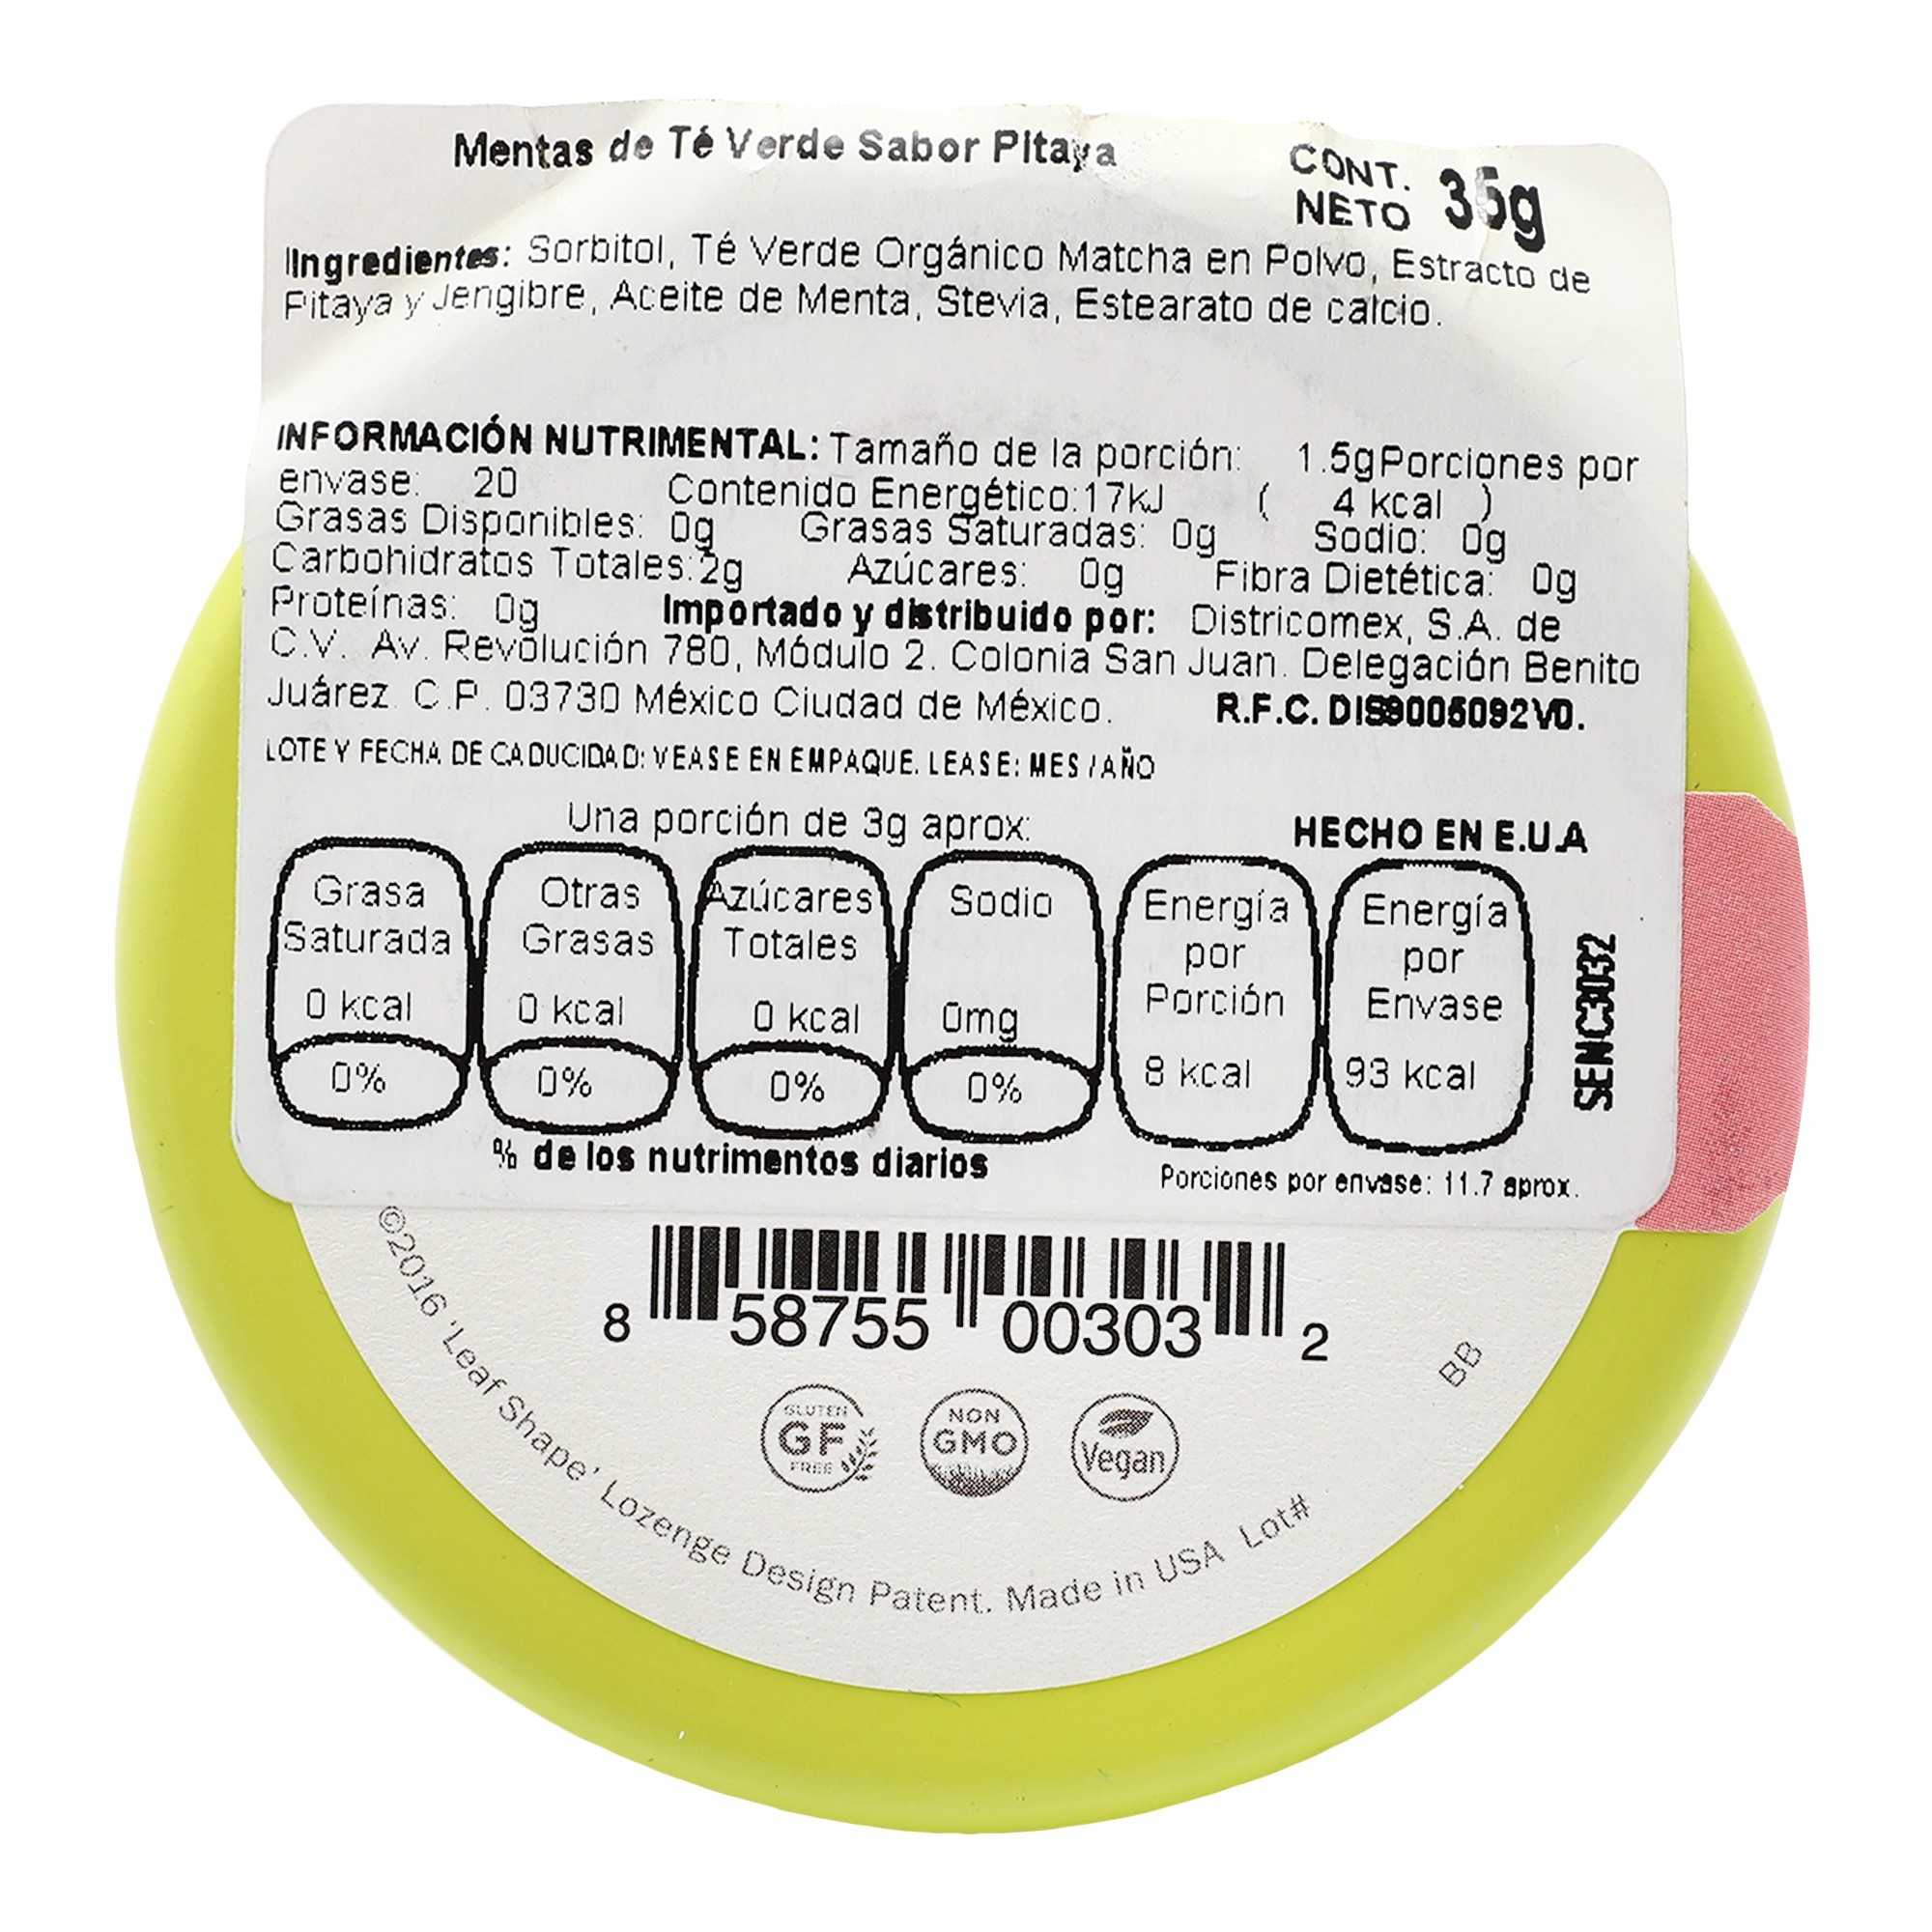 Mentas de Té Verde Sabor Pitaya
CONT.
NETO 35g
IIngredientes: Sorbitol, Té Verde Orgánico Matcha en Polvo, Estracto de
Pitaya y Jengibre, Aceite de Menta, Stevia, Estearato de calcio.
INFORMACIÓN NUTRIMENTAL: Tamaño de la porción: 1.5gPorciones por
envase: 20 Contenido Energético:17kJ ( 4 kcal )
Grasas Disponibles: 0g Grasas Saturadas: 0g Sodio: 0g
Carbohidratos Totales:2g Azúcares: 0g Fibra Dietética: 0g
Proteínas: 0g Importado y distribuido por: Districomex, S.A. de
C.V. Av. Revolución 780, Módulo 2. Colonia San Juan. Delegación Benito
Juárez. C.P. 03730 México Ciudad de México. R.F.C. DIS9005092V0.
LOTE Y FECHA DE CADUCIDAD: VEASE EN EMPAQUE. LEASE: MES /AÑO
Una porción de 3g aprox:
HECHO EN E.U.A
Grasa
Saturada
0 kcal
0%
Otras
Grasas
0 kcal
0%
Azúcares
Totales
0 kcal
0%
Sodio
0mg
0%
Energía
por
Porción
8 kcal
Energía
por
Envase
93 kcal
SENC3032
% de los nutrimentos diarios
Porciones por envase: 11.7 aprox.
8 58755 00303 2
GLUTEN
GF
FREE
NON
GMO
Vegan
BB
©2016 'Leaf Shape' Lozenge Design Patent. Made in USA Lot#